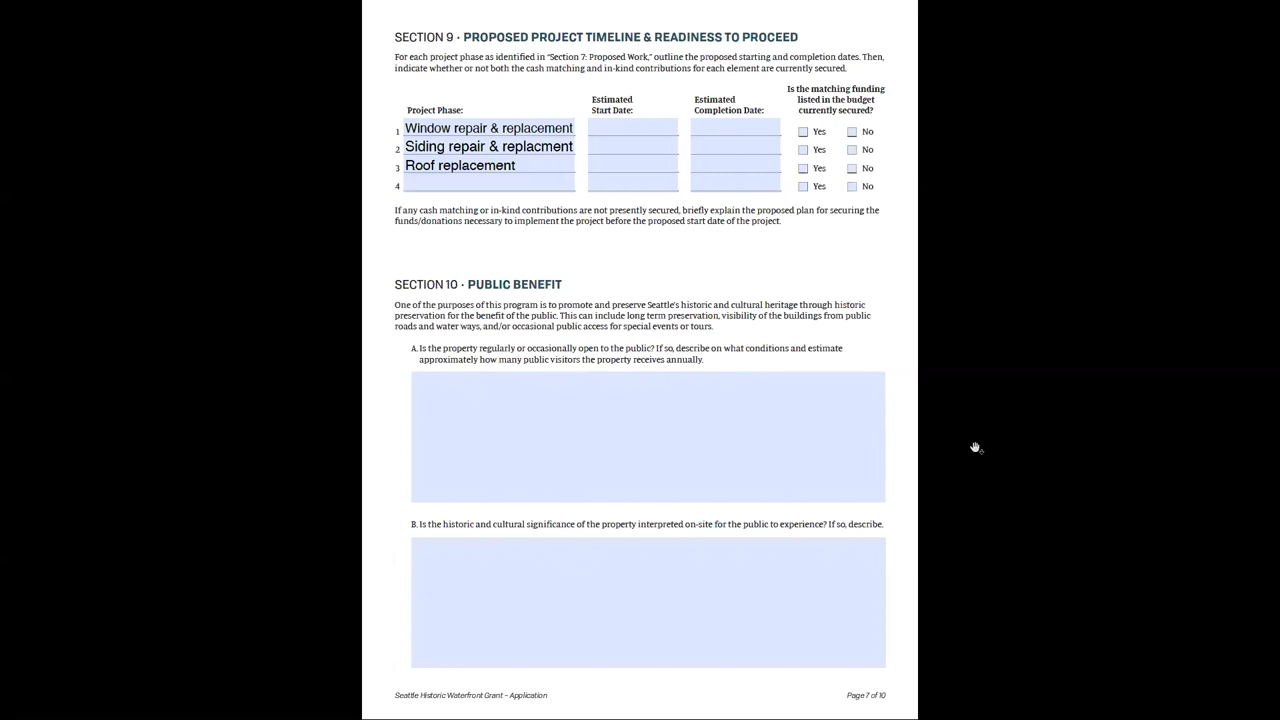 SECTION 9 · PROPOSED PROJECT TIMELINE & READINESS TO PROCEED
For each project phase as identified in "Section 7: Proposed Work," outline the proposed starting and completion dates. Then,
indicate whether or not both the cash matching and in-kind contributions for each element are currently secured.
Project Phase:
Estimated
Start Date:
Estimated
Completion Date:
Is the matching funding
listed in the budget
currently secured?
1 Window repair & replacement Yes No
2 Siding repair & replacment Yes No
3 Roof replacement Yes No
4 Yes No
If any cash matching or in-kind contributions are not presently secured, briefly explain the proposed plan for securing the
funds/donations necessary to implement the project before the proposed start date of the project.
SECTION 10 · PUBLIC BENEFIT
One of the purposes of this program is to promote and preserve Seattle's historic and cultural heritage through historic
preservation for the benefit of the public. This can include long term preservation, visibility of the buildings from public
roads and water ways, and/or occasional public access for special events or tours.
A. Is the property regularly or occasionally open to the public? If so, describe on what conditions and estimate
approximately how many public visitors the property receives annually.
B. Is the historic and cultural significance of the property interpreted on-site for the public to experience? If so, describe.
Seattle Historic Waterfront Grant – Application
Page 7 of 10